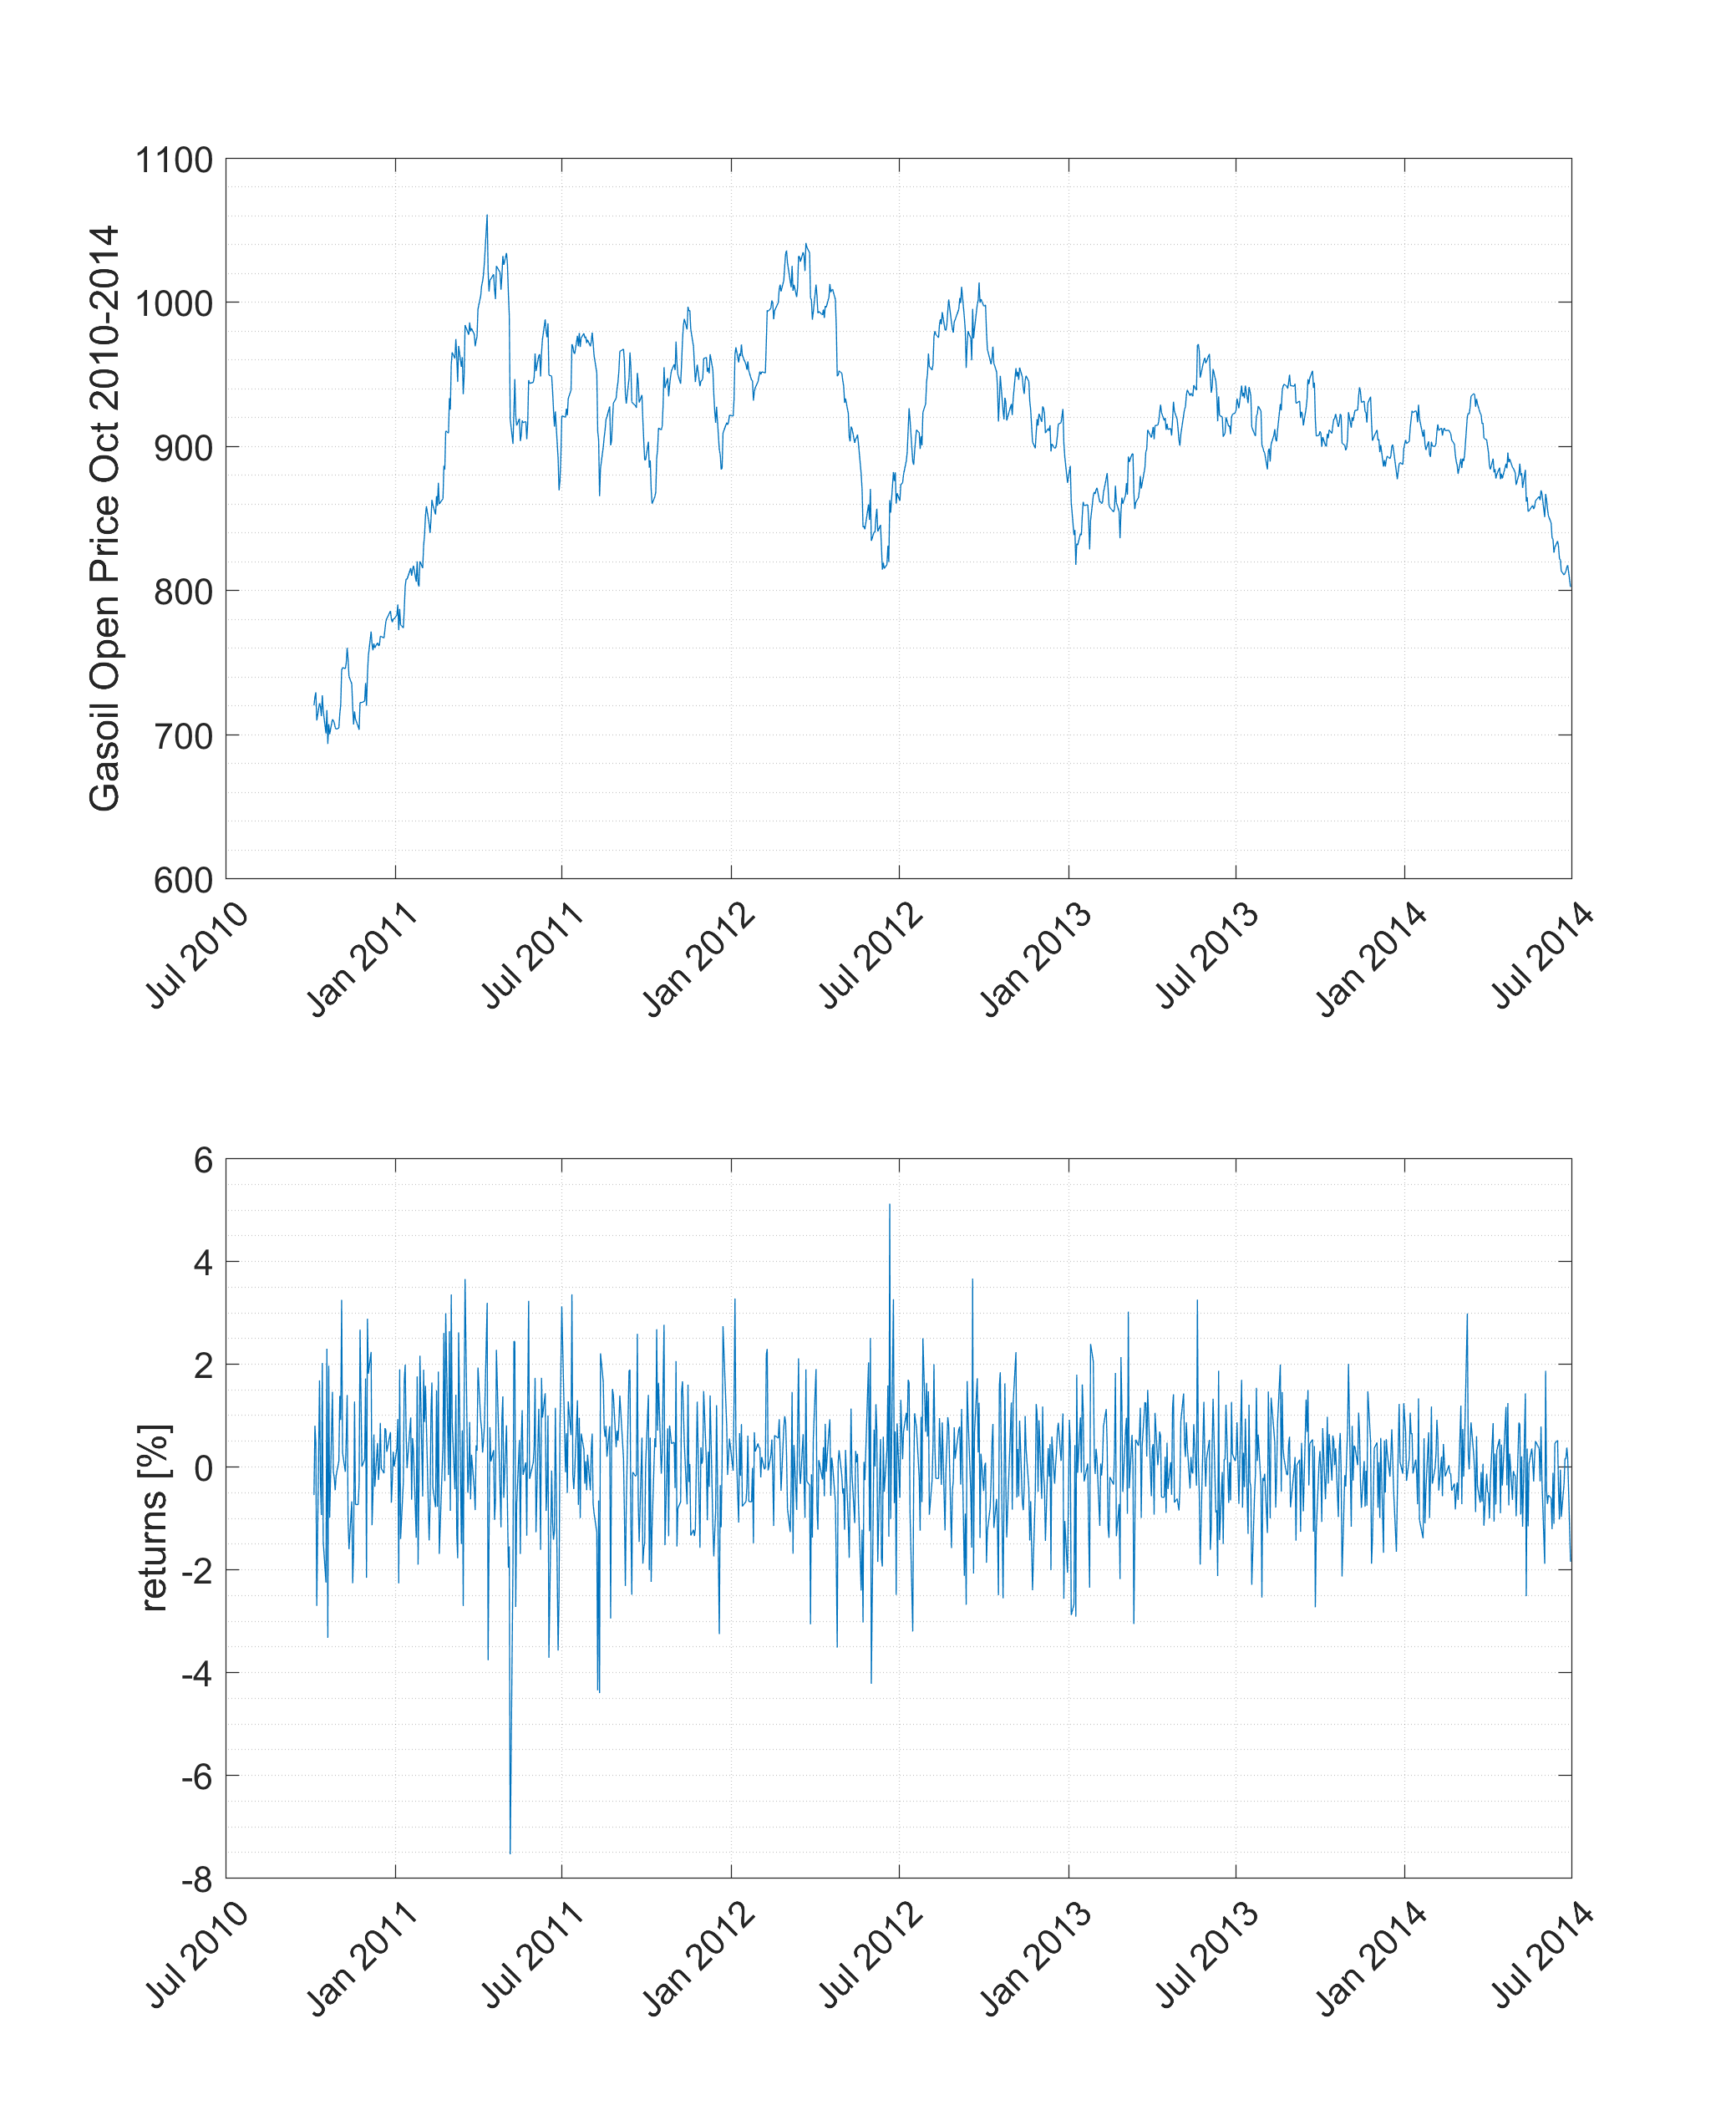 Gasoil Open Price Oct 2010-2014
1100
1000
900
800
700
600
Jul 2010
Jan 2011
Jul 2011
Jan 2012
Jul 2012
Jan 2013
Jul 2013
Jan 2014
Jul 2014
returns [%]
6
4
2
0
-2
-4
-6
-8
Jul 2010
Jan 2011
Jul 2011
Jan 2012
Jul 2012
Jan 2013
Jul 2013
Jan 2014
Jul 2014